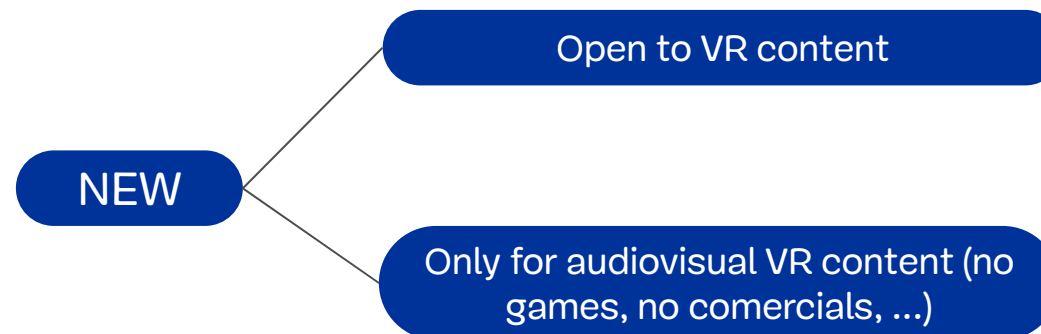 Open to VR content
NEW
Only for audiovisual VR content (no
games, no comercials, ...)